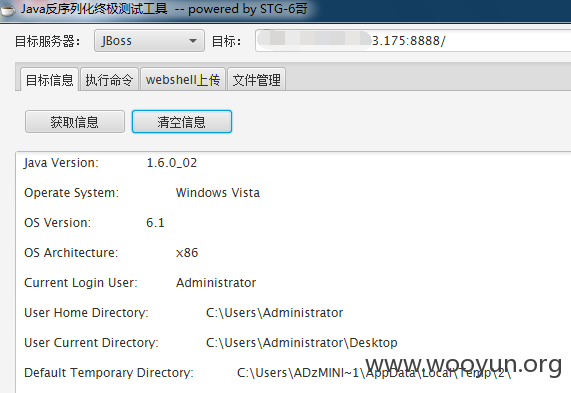 Java反序列化终极测试工具 -- powered by STG-6哥
目标服务器: JBoss 目标: 3.175:8888/
目标信息 执行命令 webshell上传 文件管理
获取信息 清空信息
Java Version: 1.6.0_02
Operate System: Windows Vista
OS Version: 6.1
OS Architecture: x86
Current Login User: Administrator
User Home Directory: C:\Users\Administrator
User Current Directory: C:\Users\Administrator\Desktop
Default Temporary Directory: C:\Users\ADzMINI~1\AppData\Local\Temp\2\
www.wooyun.org